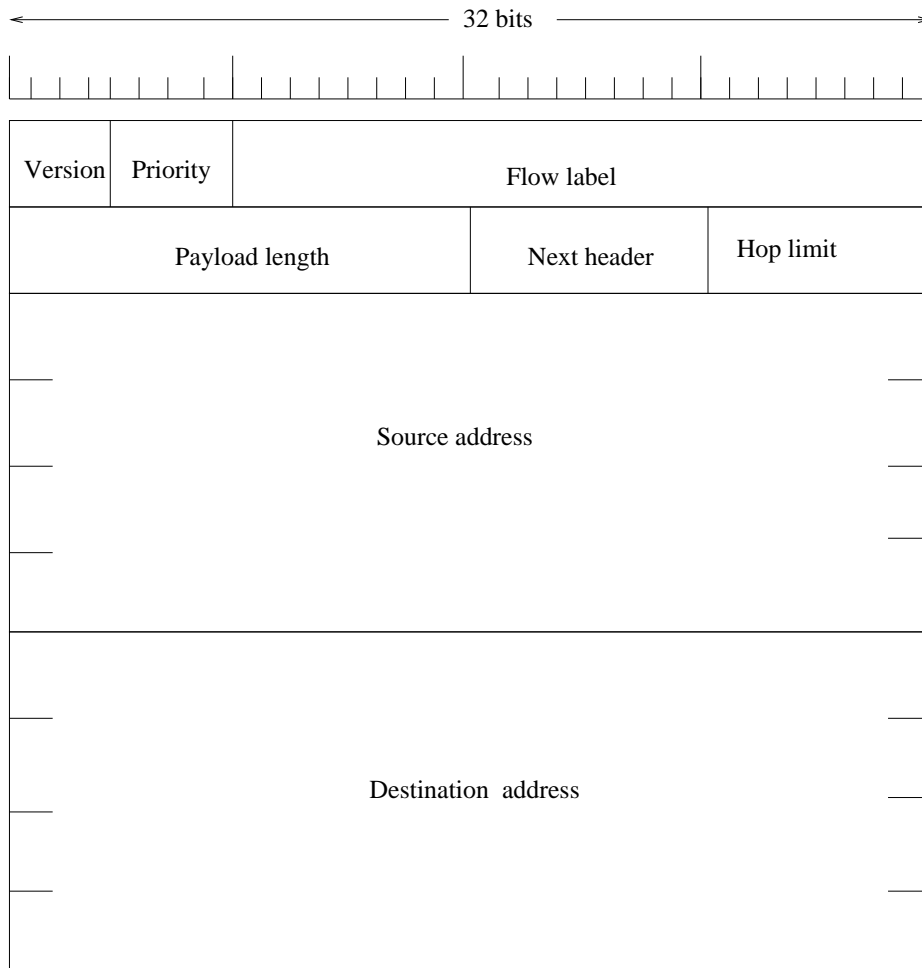 32 bits
Version
Priority
Flow label
Payload length
Next header
Hop limit
Source address
Destination address